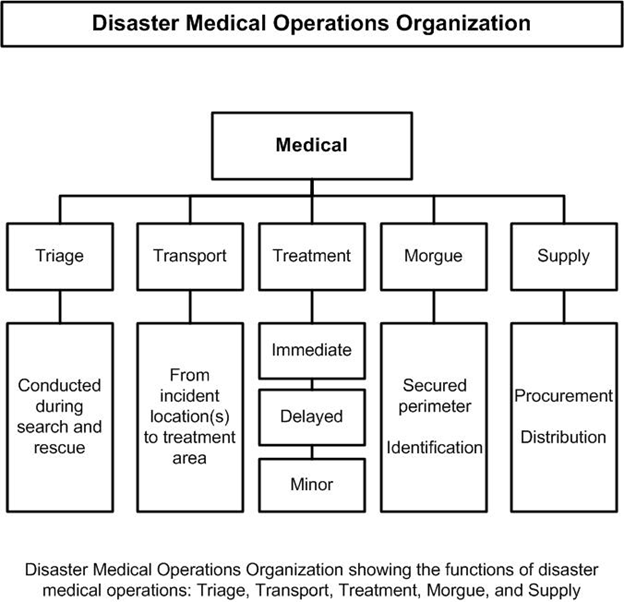 Disaster Medical Operations Organization
Medical
Triage
Transport
Treatment
Morgue
Supply
Conducted
during
search and
rescue
From
incident
location(s)
to treatment
area
Immediate
Delayed
Minor
Secured
perimeter
Identification
Procurement
Distribution
Disaster Medical Operations Organization showing the functions of disaster
medical operations: Triage, Transport, Treatment, Morgue, and Supply